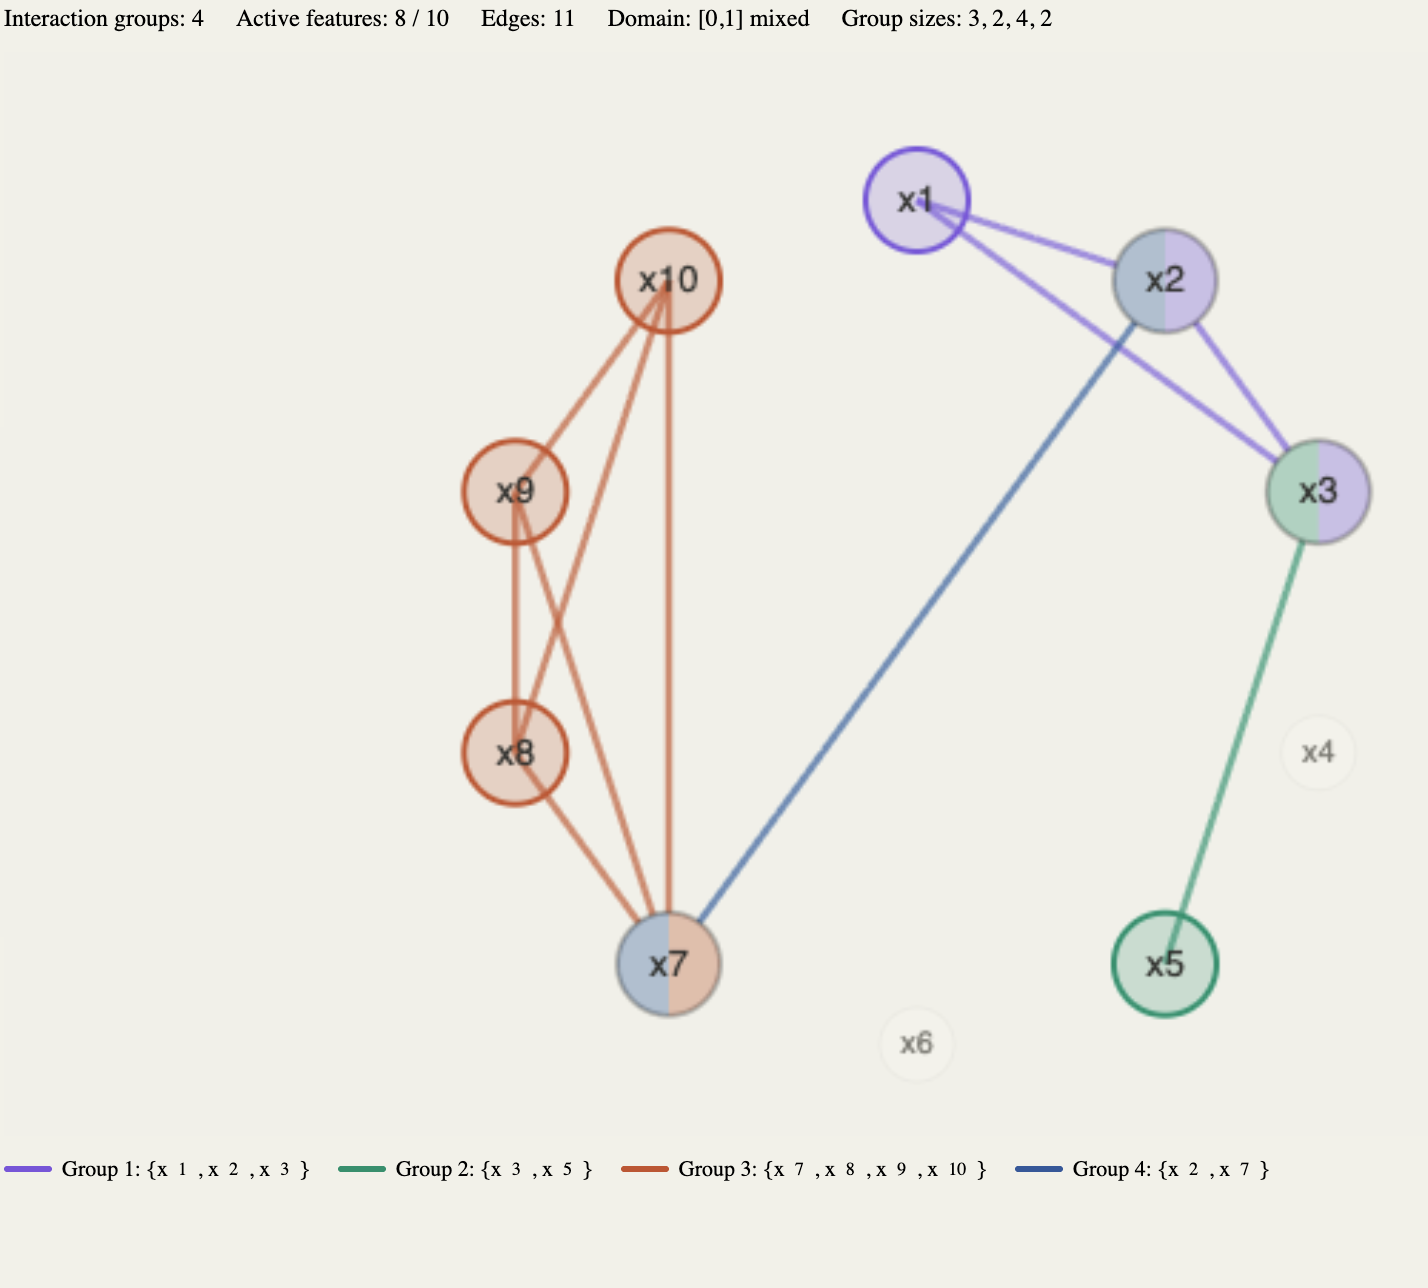 Interaction groups: 4 Active features: 8 / 10 Edges: 11 Domain: [0,1] mixed Group sizes: 3, 2, 4, 2
x1
x10
x2
x9
x3
x8
x4
x7
x5
x6
Group 1: {x 1 , x 2 , x 3 } Group 2: {x 3 , x 5 } Group 3: {x 7 , x 8 , x 9 , x 10 } Group 4: {x 2 , x 7 }